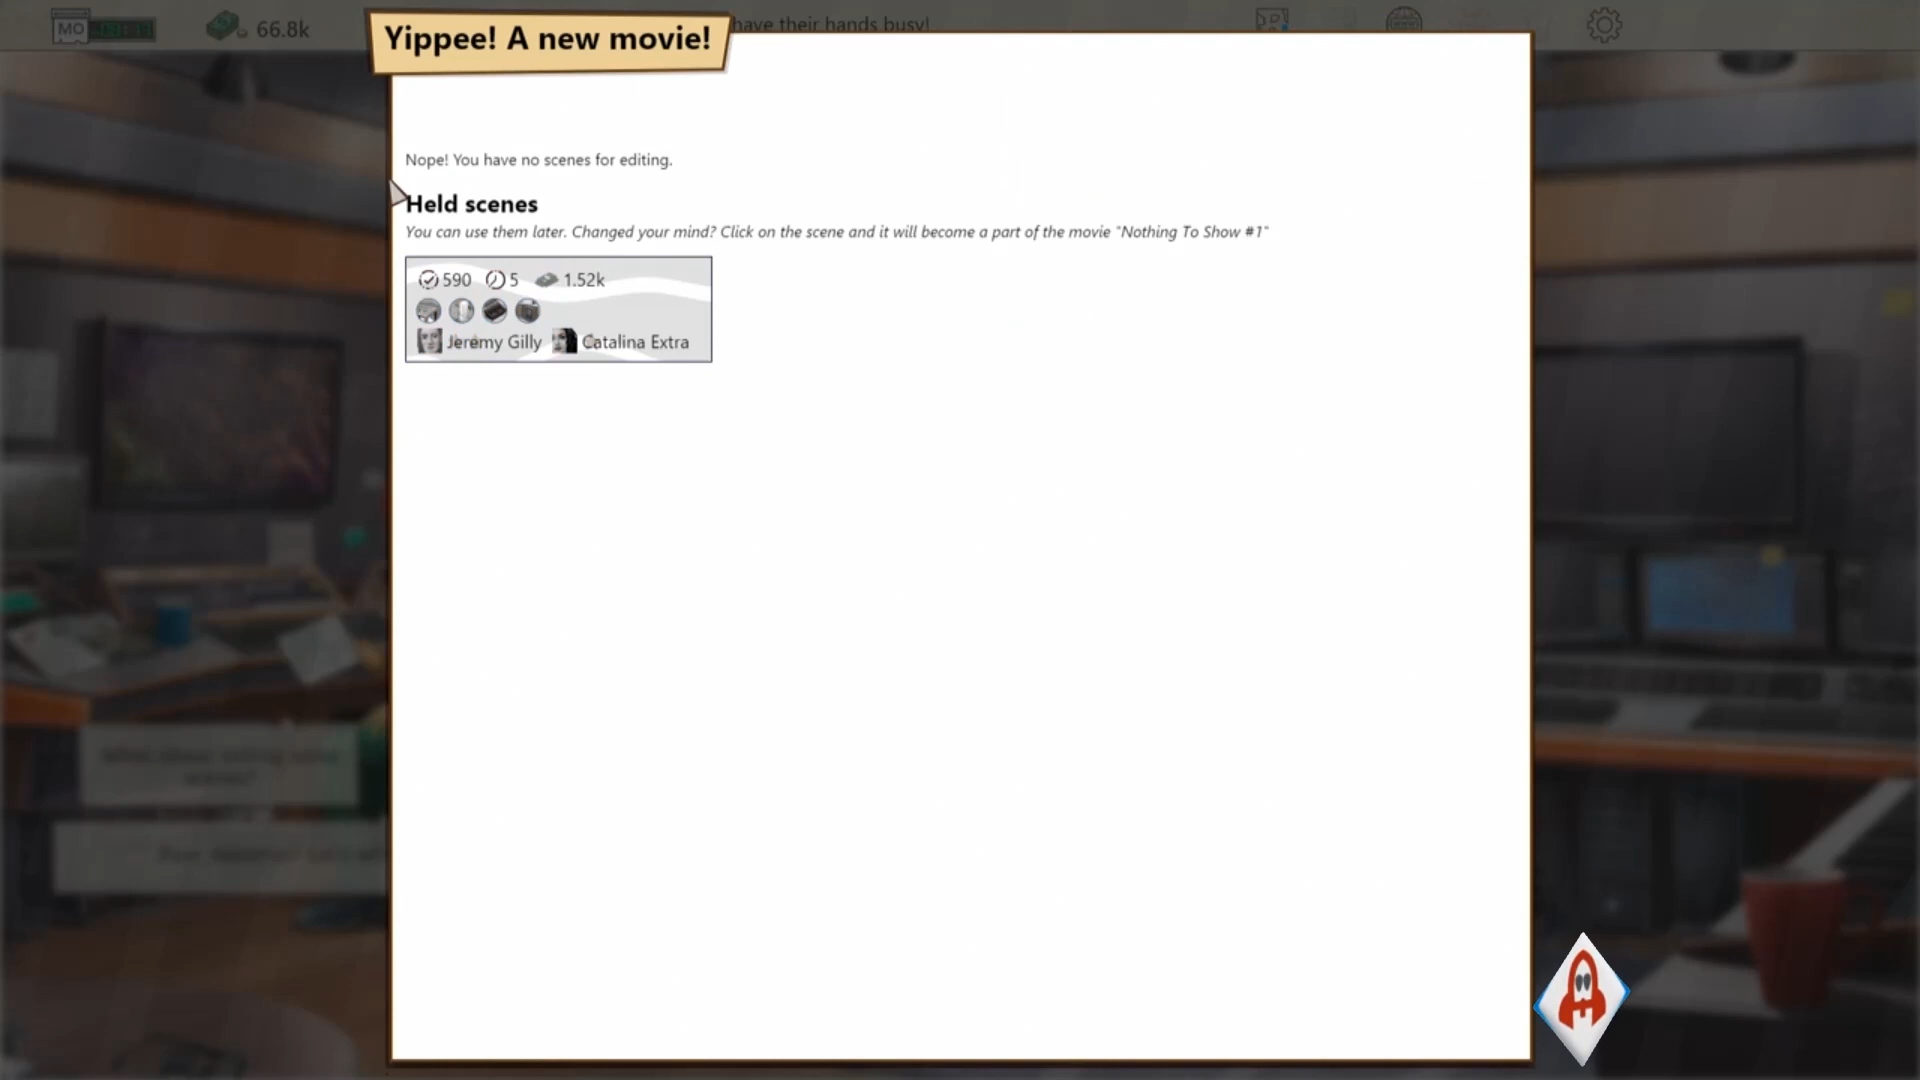 MO
66.8k
have their hands busy!
Yippee! A new movie!
Nope! You have no scenes for editing.
Held scenes
You can use them later. Changed your mind? Click on the scene and it will become a part of the movie "Nothing To Show #1"
590 5 1.52k
Jeremy Gilly Catalina Extra